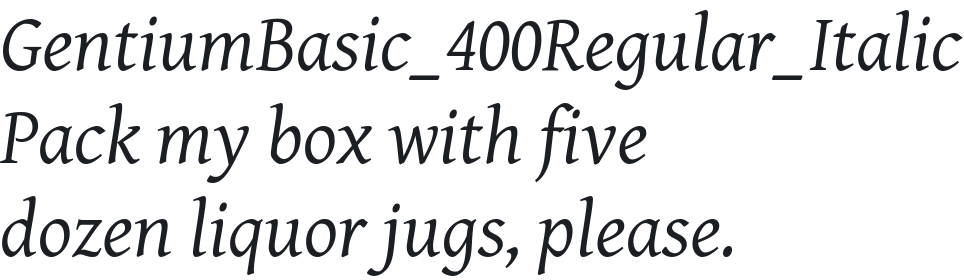 GentiumBasic_400Regular_Italic
Pack my box with five
dozen liquor jugs, please.